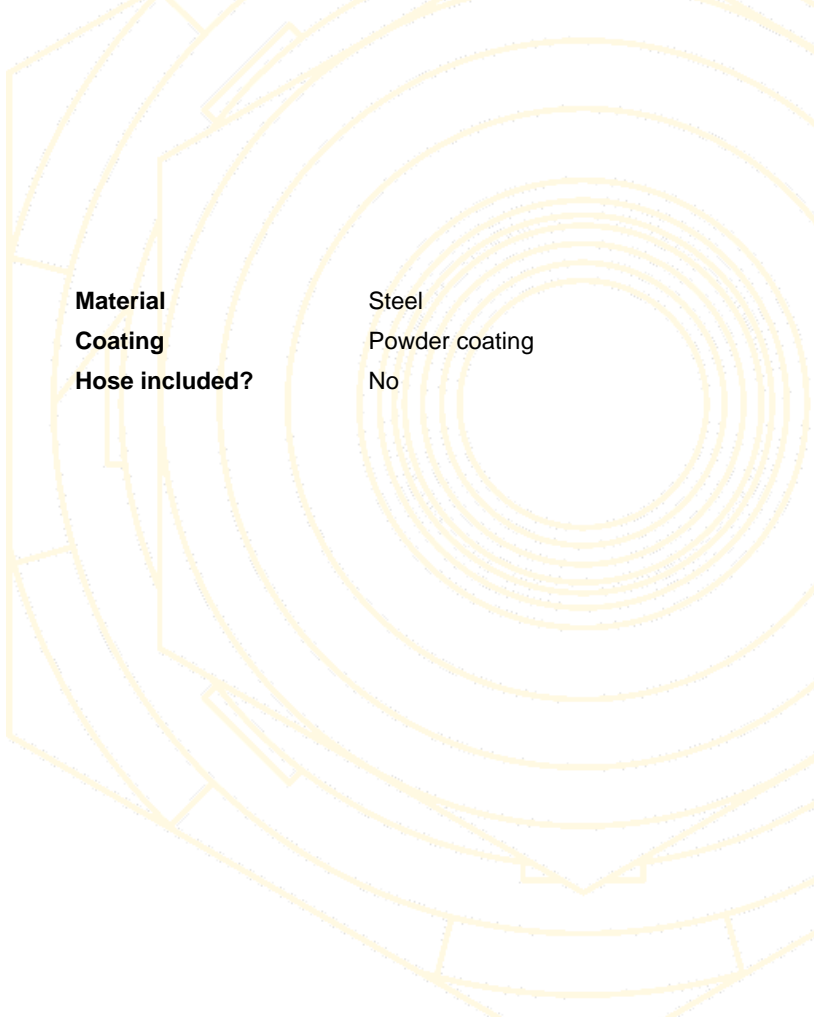 Material Steel
Coating Powder coating
Hose included? No